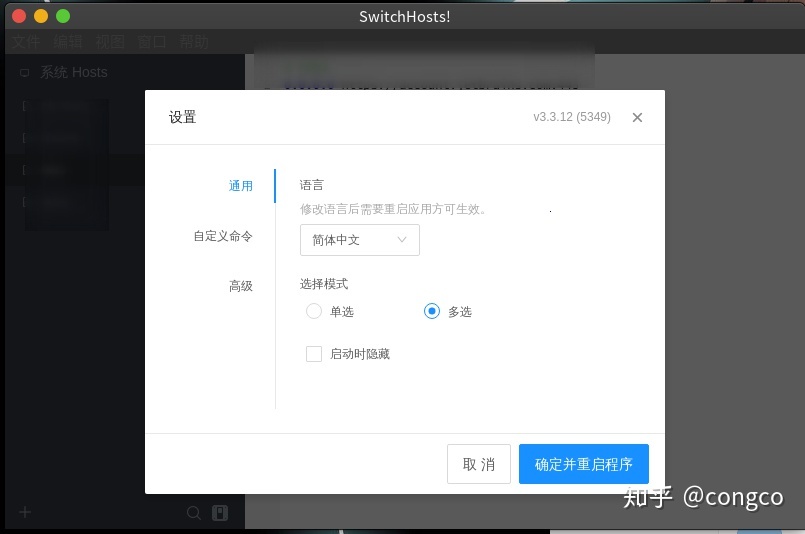 SwitchHosts!
文件 编辑 视图 窗口 帮助
系统 Hosts
设置
v3.3.12 (5349)
通用
自定义命令
高级
语言
修改语言后需要重启应用方可生效。
简体中文
选择模式
单选
多选
启动时隐藏
取 消
确定并重启程序
知乎 @congco